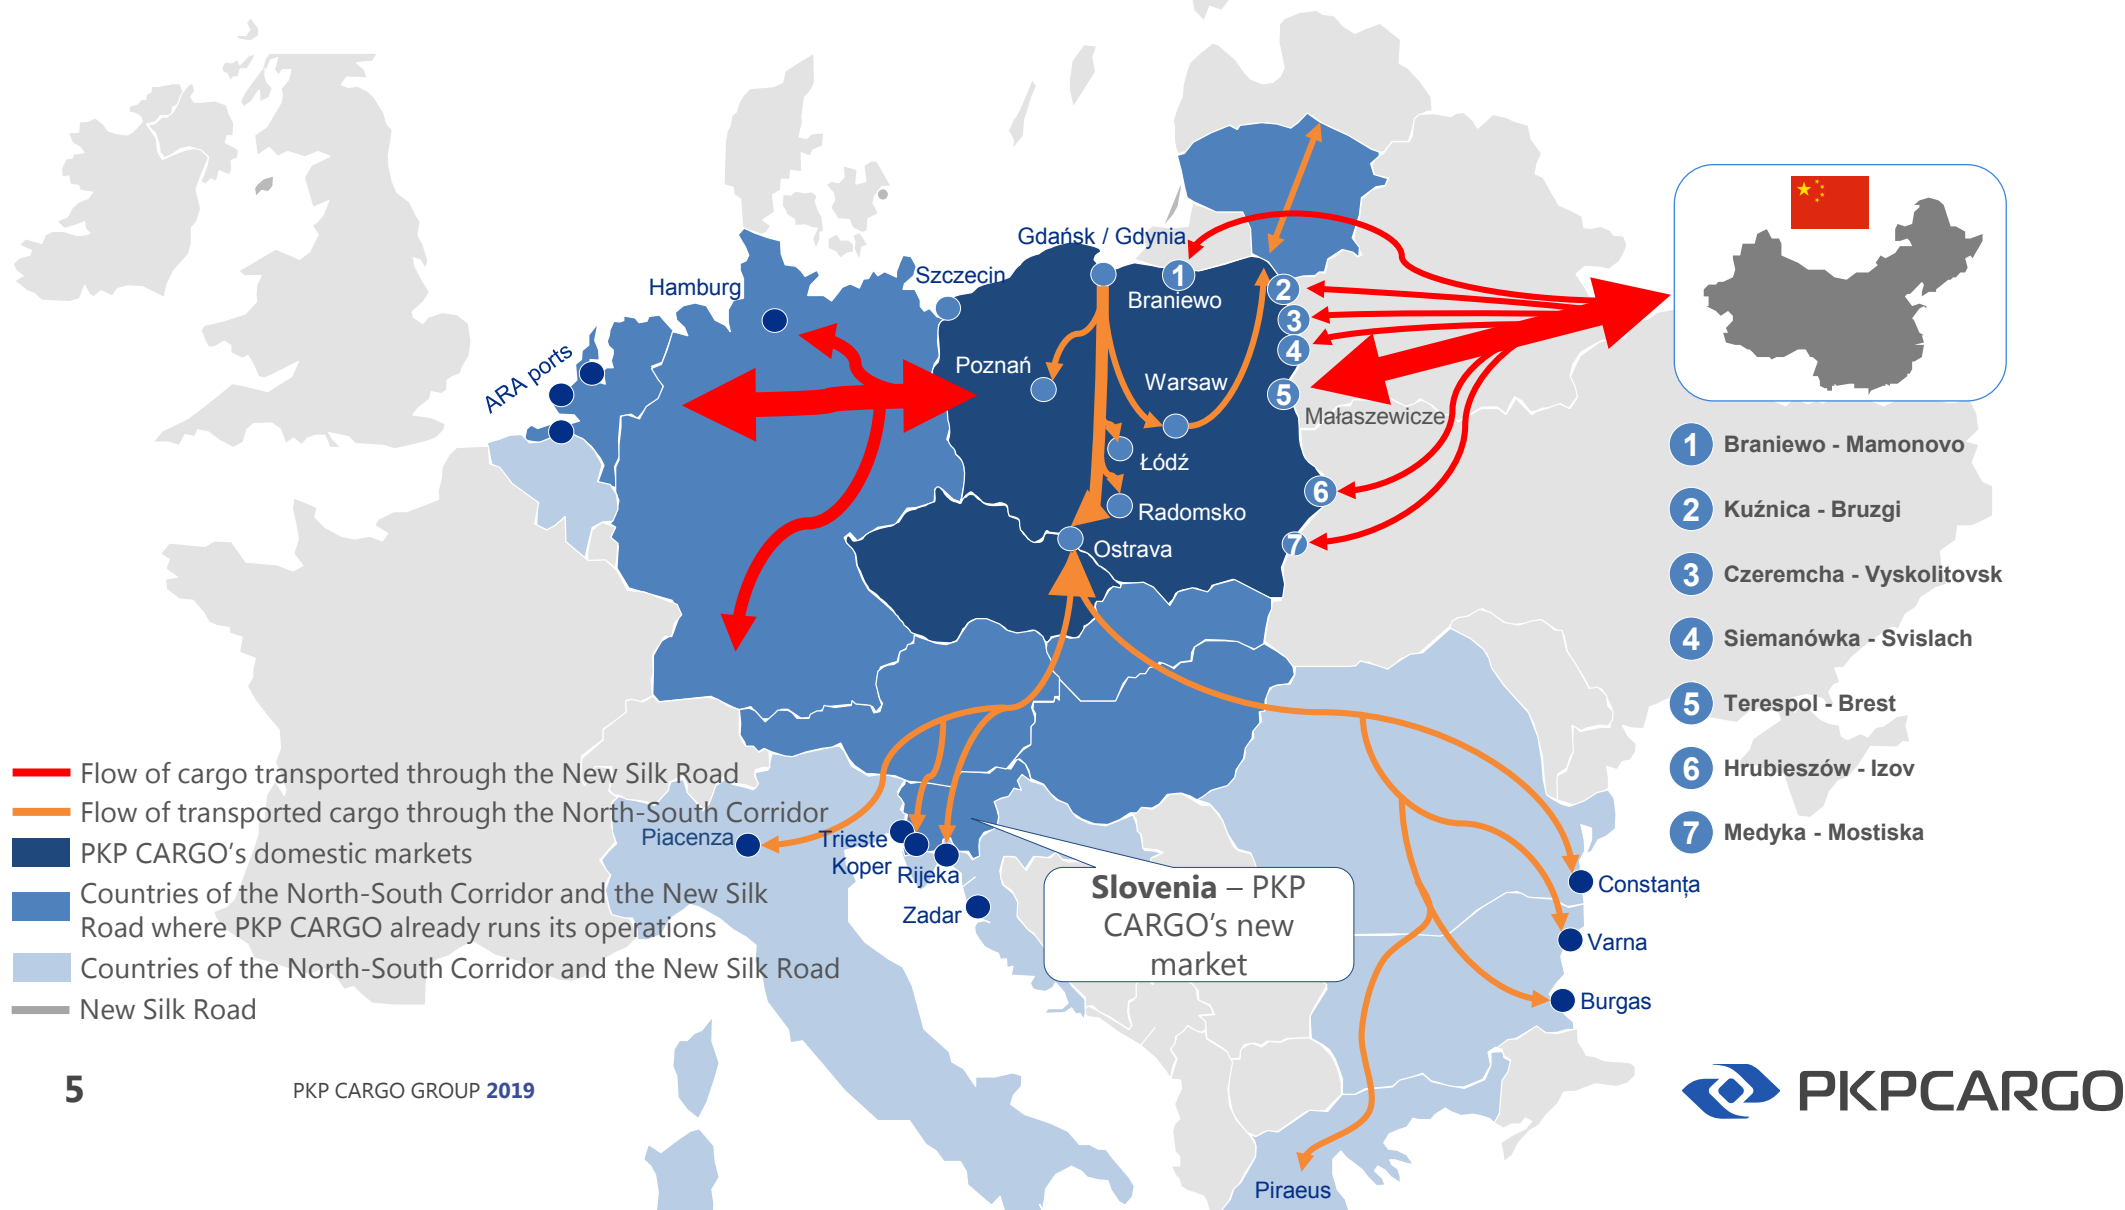 Gdańsk / Gdynia
Szczecin
Hamburg
1
Braniewo
2
3
4
ARA ports
Poznań
Warsaw
5
Małaszewicze
Łódź
6
Radomsko
Ostrava
7
1 Braniewo - Mamonovo
2 Kuźnica - Bruzgi
3 Czeremcha - Vyskolitovsk
4 Siemanówka - Svislach
5 Terespol - Brest
6 Hrubieszów - Izov
7 Medyka - Mostiska
Flow of cargo transported through the New Silk Road
Flow of transported cargo through the North-South Corridor
PKP CARGO's domestic markets
Countries of the North-South Corridor and the New Silk
Road where PKP CARGO already runs its operations
Countries of the North-South Corridor and the New Silk Road
New Silk Road
Piacenza
Trieste
Koper
Rijeka
Zadar
Slovenia – PKP
CARGO's new
market
Constanța
Varna
Burgas
Piraeus
5
PKP CARGO GROUP 2019
PKPCARGO